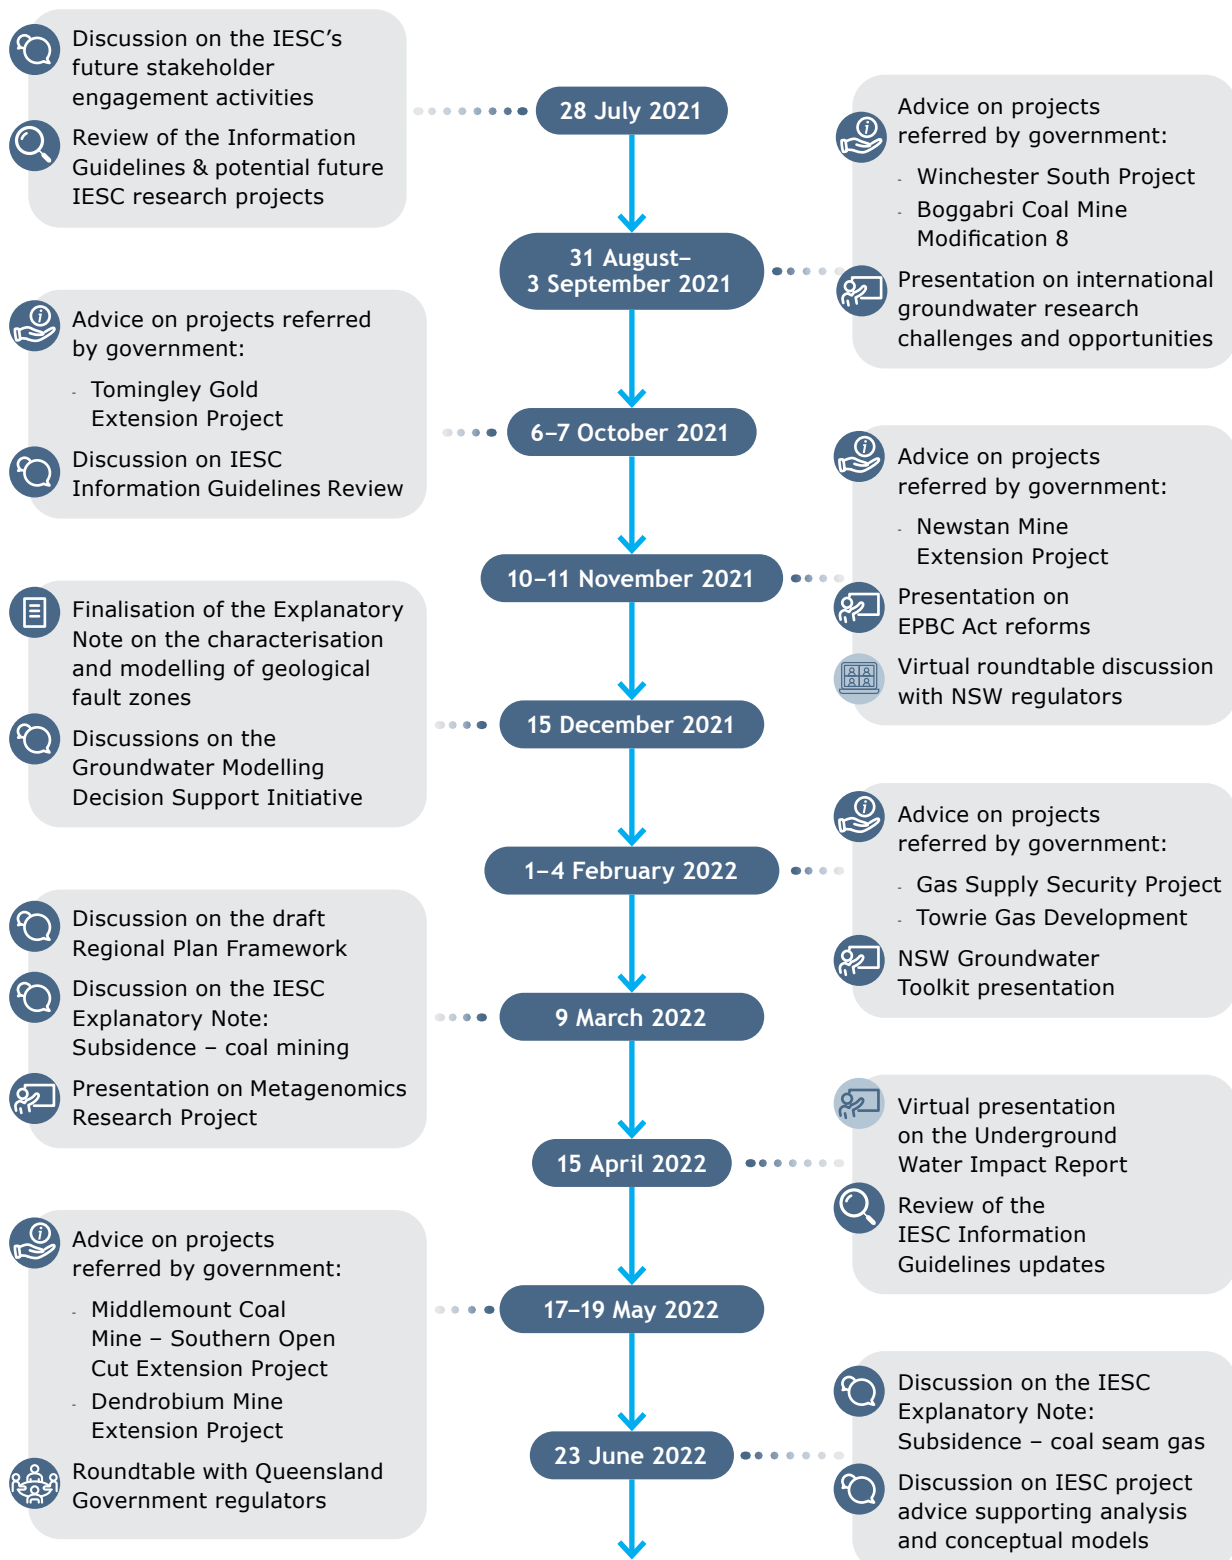 Discussion on the IESC's
future stakeholder
engagement activities
Review of the Information
Guidelines & potential future
IESC research projects
28 July 2021
Advice on projects
referred by government:
- Winchester South Project
- Boggabri Coal Mine
Modification 8
Presentation on international
groundwater research
challenges and opportunities
31 August–
3 September 2021
Advice on projects referred
by government:
- Tomingley Gold
Extension Project
Discussion on IESC
Information Guidelines Review
6–7 October 2021
Advice on projects
referred by government:
- Newstan Mine
Extension Project
Presentation on
EPBC Act reforms
Virtual roundtable discussion
with NSW regulators
10–11 November 2021
Finalisation of the Explanatory
Note on the characterisation
and modelling of geological
fault zones
Discussions on the
Groundwater Modelling
Decision Support Initiative
15 December 2021
Advice on projects
referred by government:
- Gas Supply Security Project
- Towrie Gas Development
NSW Groundwater
Toolkit presentation
1–4 February 2022
Discussion on the draft
Regional Plan Framework
Discussion on the IESC
Explanatory Note:
Subsidence – coal mining
Presentation on Metagenomics
Research Project
9 March 2022
Virtual presentation
on the Underground
Water Impact Report
Review of the
IESC Information
Guidelines updates
15 April 2022
Advice on projects
referred by government:
- Middlemount Coal
Mine – Southern Open
Cut Extension Project
- Dendrobium Mine
Extension Project
Roundtable with Queensland
Government regulators
17–19 May 2022
Discussion on the IESC
Explanatory Note:
Subsidence – coal seam gas
Discussion on IESC project
advice supporting analysis
and conceptual models
23 June 2022